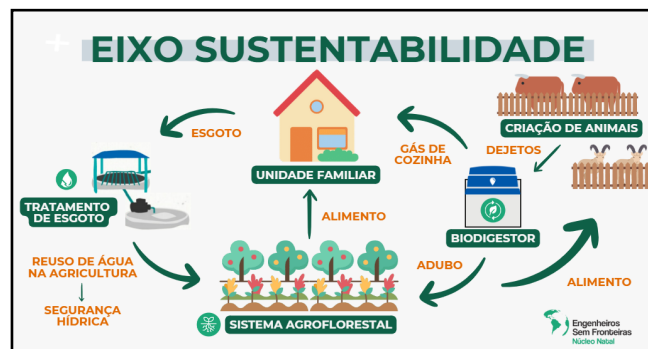 EIXO SUSTENTABILIDADE
ESGOTO
UNIDADE FAMILIAR
GÁS DE
COZINHA
CRIAÇÃO DE ANIMAIS
DEJETOS
BIODIGESTOR
TRATAMENTO
DE ESGOTO
ALIMENTO
REUSO DE ÁGUA
NA AGRICULTURA
SEGURANÇA
HÍDRICA
SISTEMA AGROFLORESTAL
ADUBO
ALIMENTO
Engenheiros
Sem Fronteiras
Núcleo Natal